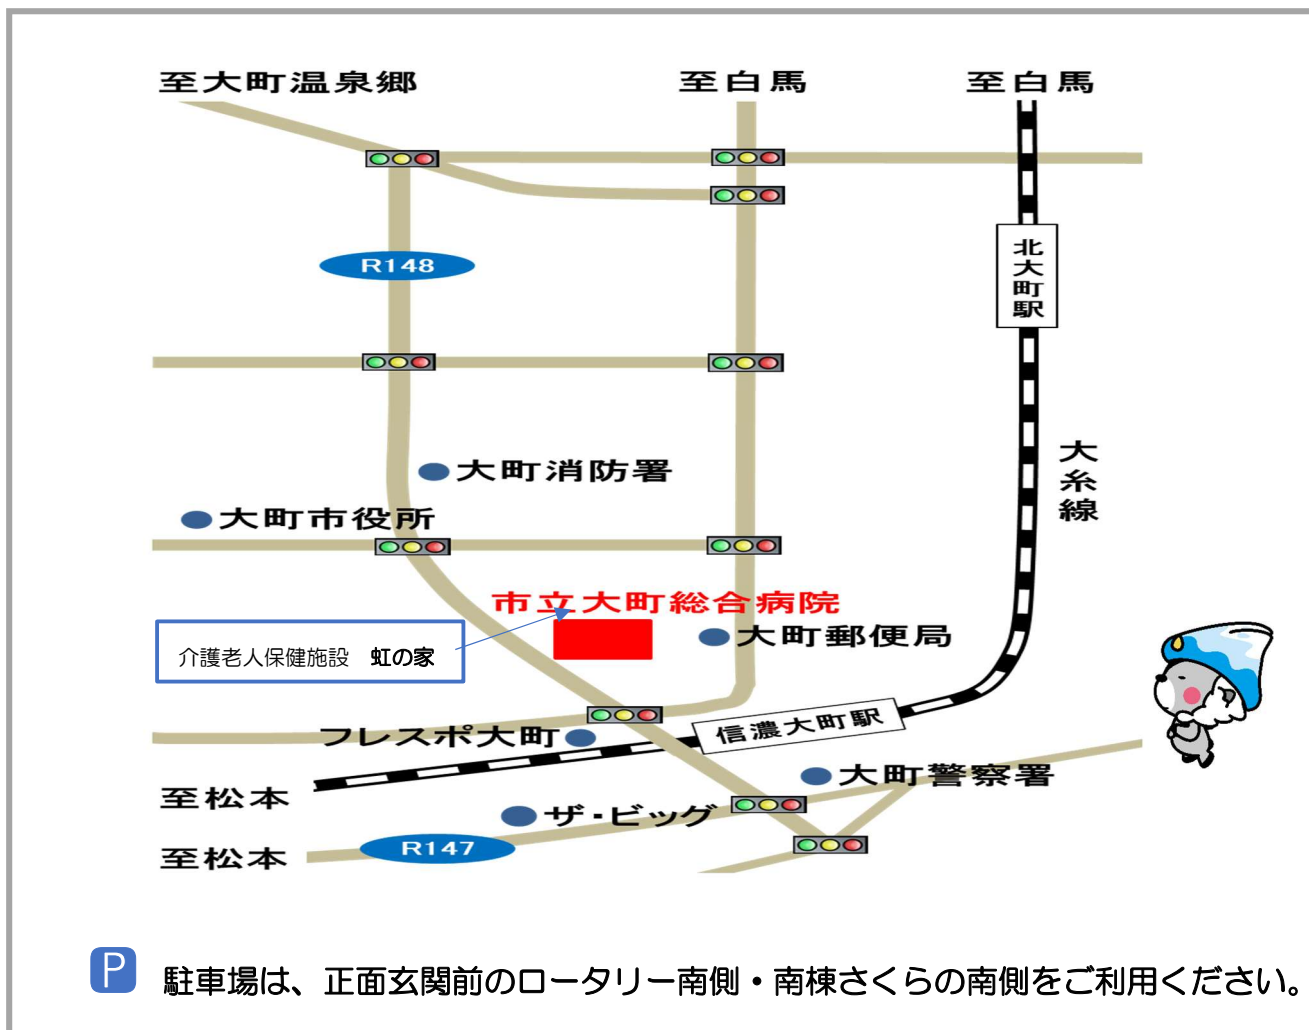 至大町温泉郷
至白馬
至白馬
R148
北大町駅
大糸線
大町消防署
大町市役所
市立大町総合病院
大町郵便局
介護老人保健施設　虹の家
信濃大町駅
フレスポ大町
大町警察署
至松本
ザ・ビッグ
R147
至松本
P 駐車場は、正面玄関前のロータリー南側・南棟さくらの南側をご利用ください。